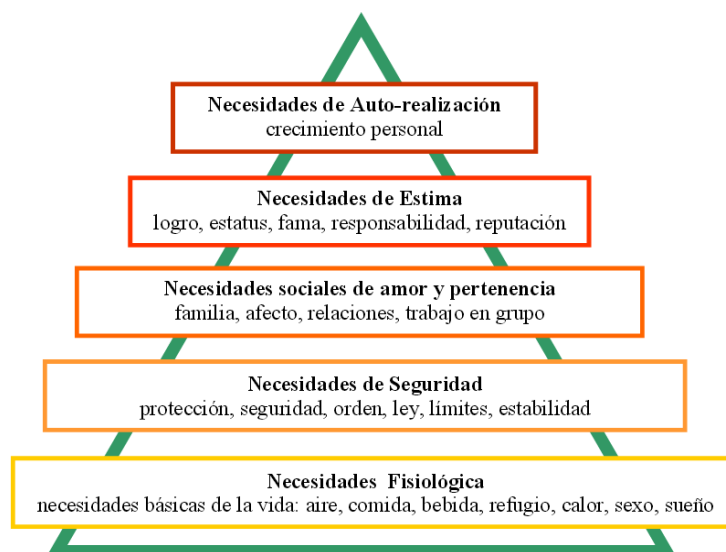 Necesidades de Auto-realización
crecimiento personal
Necesidades de Estima
logro, estatus, fama, responsabilidad, reputación
Necesidades sociales de amor y pertenencia
familia, afecto, relaciones, trabajo en grupo
Necesidades de Seguridad
protección, seguridad, orden, ley, límites, estabilidad
Necesidades Fisiológica
necesidades básicas de la vida: aire, comida, bebida, refugio, calor, sexo, sueño